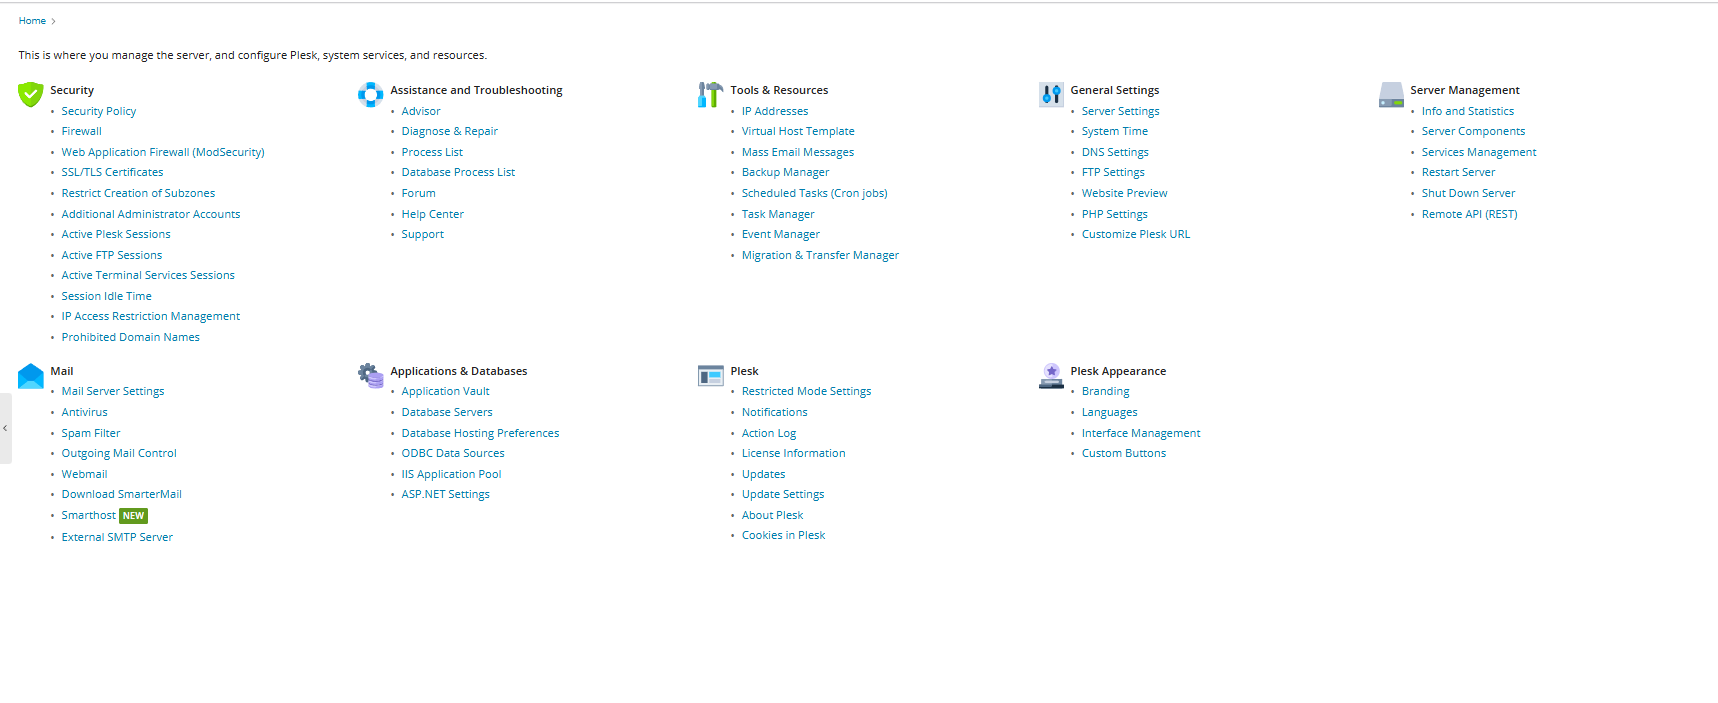 Home >
This is where you manage the server, and configure Plesk, system services, and resources.
Security
• Security Policy
• Firewall
• Web Application Firewall (ModSecurity)
• SSL/TLS Certificates
• Restrict Creation of Subzones
• Additional Administrator Accounts
• Active Plesk Sessions
• Active FTP Sessions
• Active Terminal Services Sessions
• Session Idle Time
• IP Access Restriction Management
• Prohibited Domain Names
Assistance and Troubleshooting
• Advisor
• Diagnose & Repair
• Process List
• Database Process List
• Forum
• Help Center
• Support
Tools & Resources
• IP Addresses
• Virtual Host Template
• Mass Email Messages
• Backup Manager
• Scheduled Tasks (Cron jobs)
• Task Manager
• Event Manager
• Migration & Transfer Manager
General Settings
• Server Settings
• System Time
• DNS Settings
• FTP Settings
• Website Preview
• PHP Settings
• Customize Plesk URL
Server Management
• Info and Statistics
• Server Components
• Services Management
• Restart Server
• Shut Down Server
• Remote API (REST)
Mail
• Mail Server Settings
• Antivirus
• Spam Filter
• Outgoing Mail Control
• Webmail
• Download SmarterMail
• Smarthost NEW
• External SMTP Server
Applications & Databases
• Application Vault
• Database Servers
• Database Hosting Preferences
• ODBC Data Sources
• IIS Application Pool
• ASP.NET Settings
Plesk
• Restricted Mode Settings
• Notifications
• Action Log
• License Information
• Updates
• Update Settings
• About Plesk
• Cookies in Plesk
Plesk Appearance
• Branding
• Languages
• Interface Management
• Custom Buttons